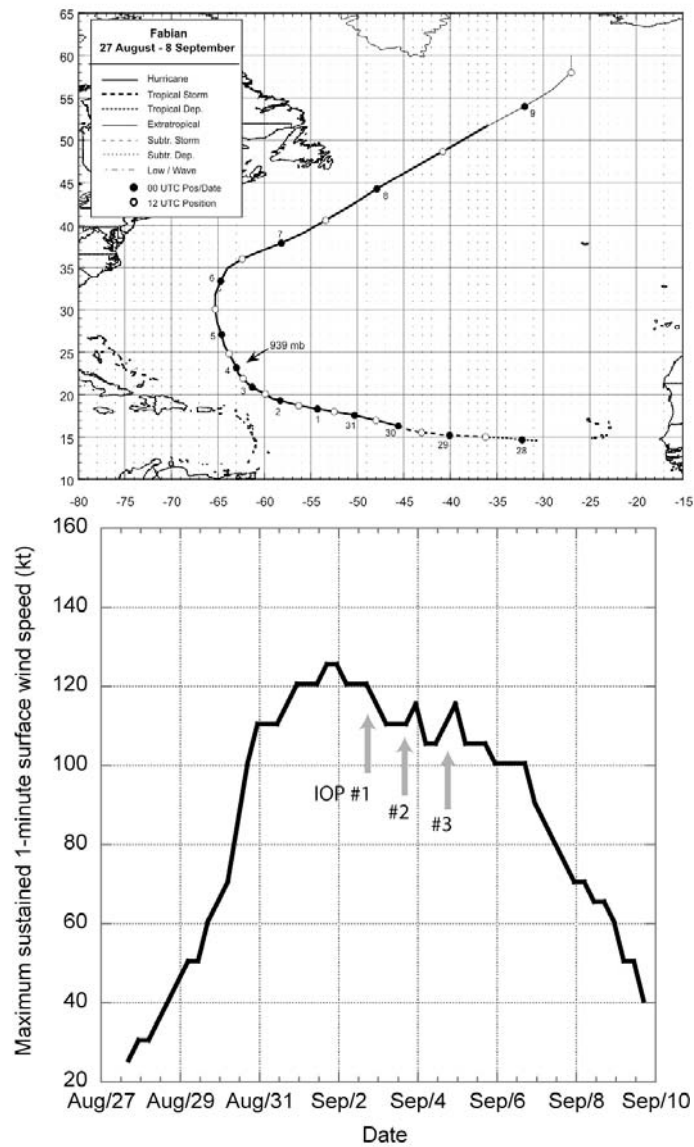 Fabian
27 August - 8 September
Hurricane
Tropical Storm
Tropical Dep.
Extratropical
Subtr. Storm
Subtr. Dep.
Low / Wave
00 UTC Pos/Date
12 UTC Position
65
60
55
50
45
40
35
30
25
20
15
10
9
8
7
6
5
939 mb
4
3
2
1
31
30
29
28
-80 -75 -70 -65 -60 -55 -50 -45 -40 -35 -30 -25 -20 -15
Maximum sustained 1-minute surface wind speed (kt)
160
140
120
100
80
60
40
20
IOP #1
#2
#3
Aug/27 Aug/29 Aug/31 Sep/2 Sep/4 Sep/6 Sep/8 Sep/10
Date